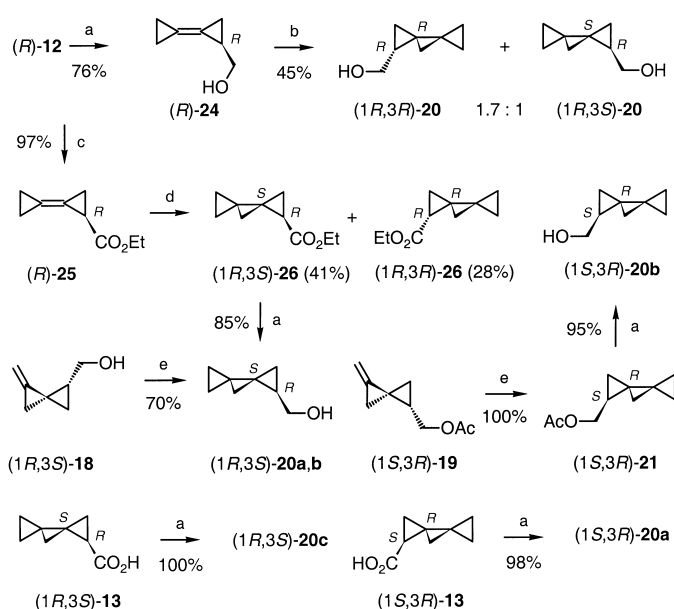 (R)-12 a 76% R HO (R)-24 b 45% R R HO (1R,3R)-20 + 1.7 : 1 S R OH (1R,3S)-20
97% c
R CO2Et (R)-25 d S R CO2Et (1R,3S)-26 (41%) + R R EtO2C (1R,3R)-26 (28%) R S HO (1S,3R)-20b
85% a 95% a
OH (1R,3S)-18 e 70% S R OH (1R,3S)-20a,b OAc (1S,3R)-19 e 100% R S AcO (1S,3R)-21
S R CO2H (1R,3S)-13 a 100% (1R,3S)-20c R S HO2C (1S,3R)-13 a 98% (1S,3R)-20a